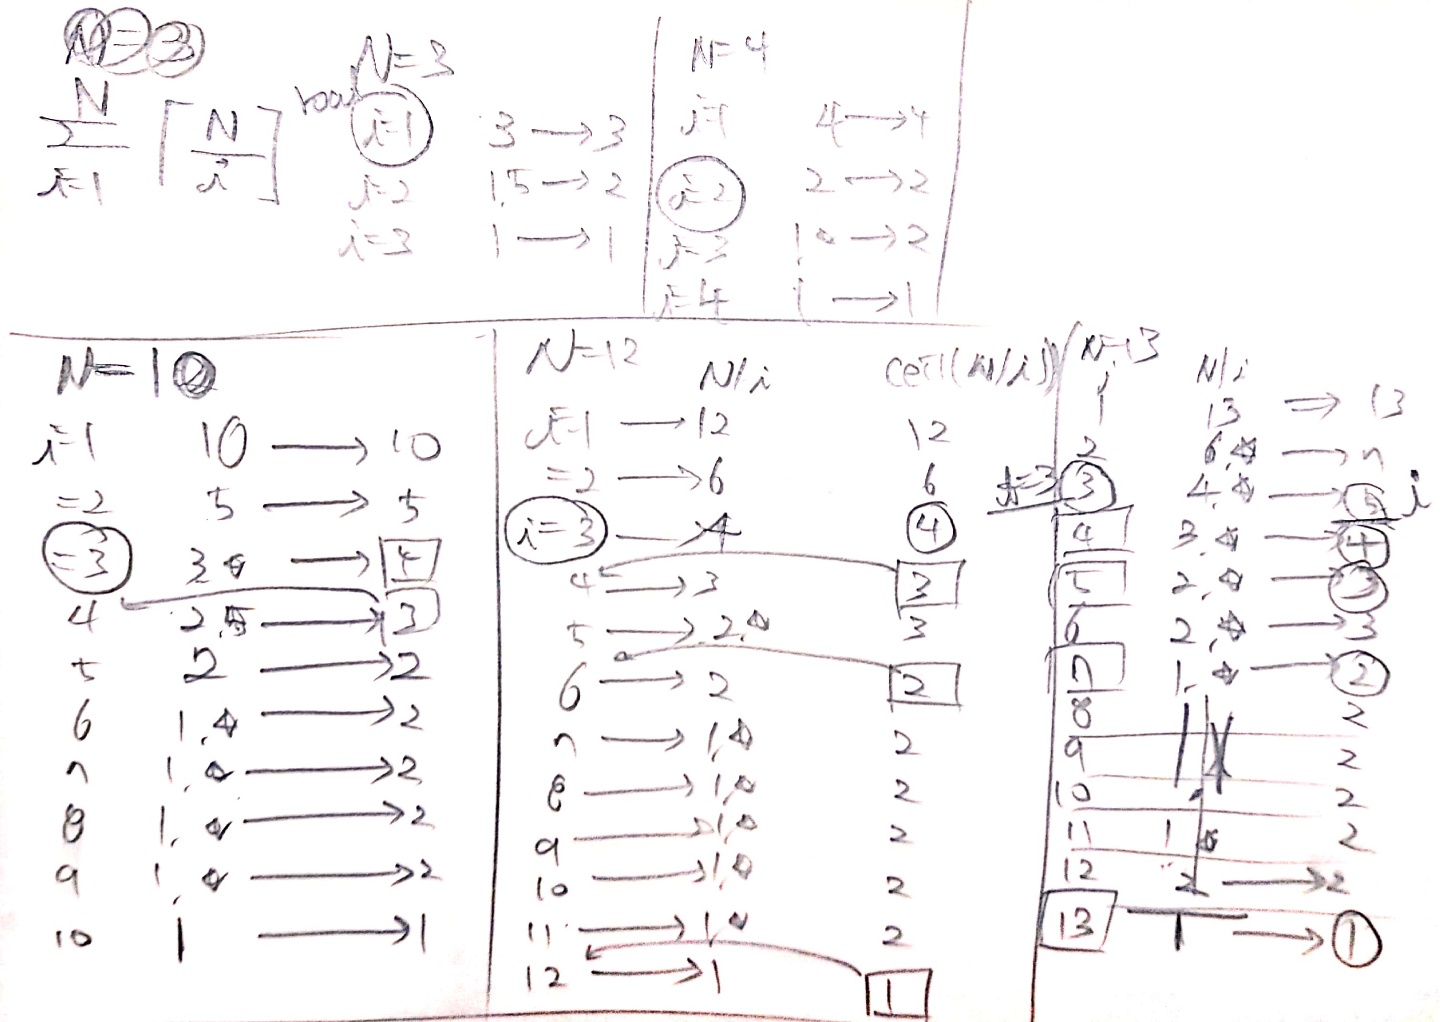 N=3
N
Σ ⌈N/i⌉
i=1
N=3
i=1 3 → 3
i=2 1.5 → 2
i=3 1 → 1
N=4
i=1 4 → 4
i=2 2 → 2
i=3 1.☆ → 2
i=4 1 → 1
N=10
i=1 10 → 10
=2 5 → 5
=3 3.☆ → 4
4 2.5 → 3
5 2 → 2
6 1.☆ → 2
7 1.☆ → 2
8 1.☆ → 2
9 1.☆ → 2
10 1 → 1
N=12
N/i ceil(N/i)
i=1 → 12 12
=2 → 6 6
i=3 → 4 4
4 → 3 3
5 → 2.☆ 3
6 → 2 2
7 → 1.☆ 2
8 → 1.☆ 2
9 → 1.☆ 2
10 → 1.☆ 2
11 → 1.☆ 2
12 → 1 1
N=13
i N/i
1 13 ⇒ 13
2 6.☆ → 7
3 4.☆ → 5 i
4 3.☆ → 4
5 2.☆ → 3
6 2.☆ → 3
7 1.☆ → 2
8 2
9 2
10 2
11 1.☆ 2
12 2 → 2
13 1 → 1